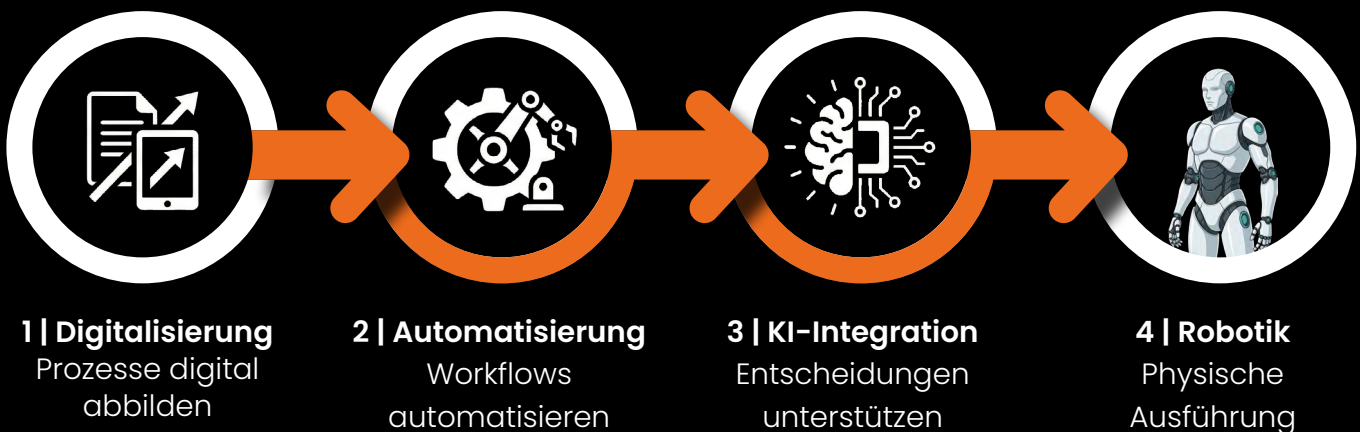 1 | Digitalisierung
Prozesse digital
abbilden
2 | Automatisierung
Workflows
automatisieren
3 | KI-Integration
Entscheidungen
unterstützen
4 | Robotik
Physische
Ausführung